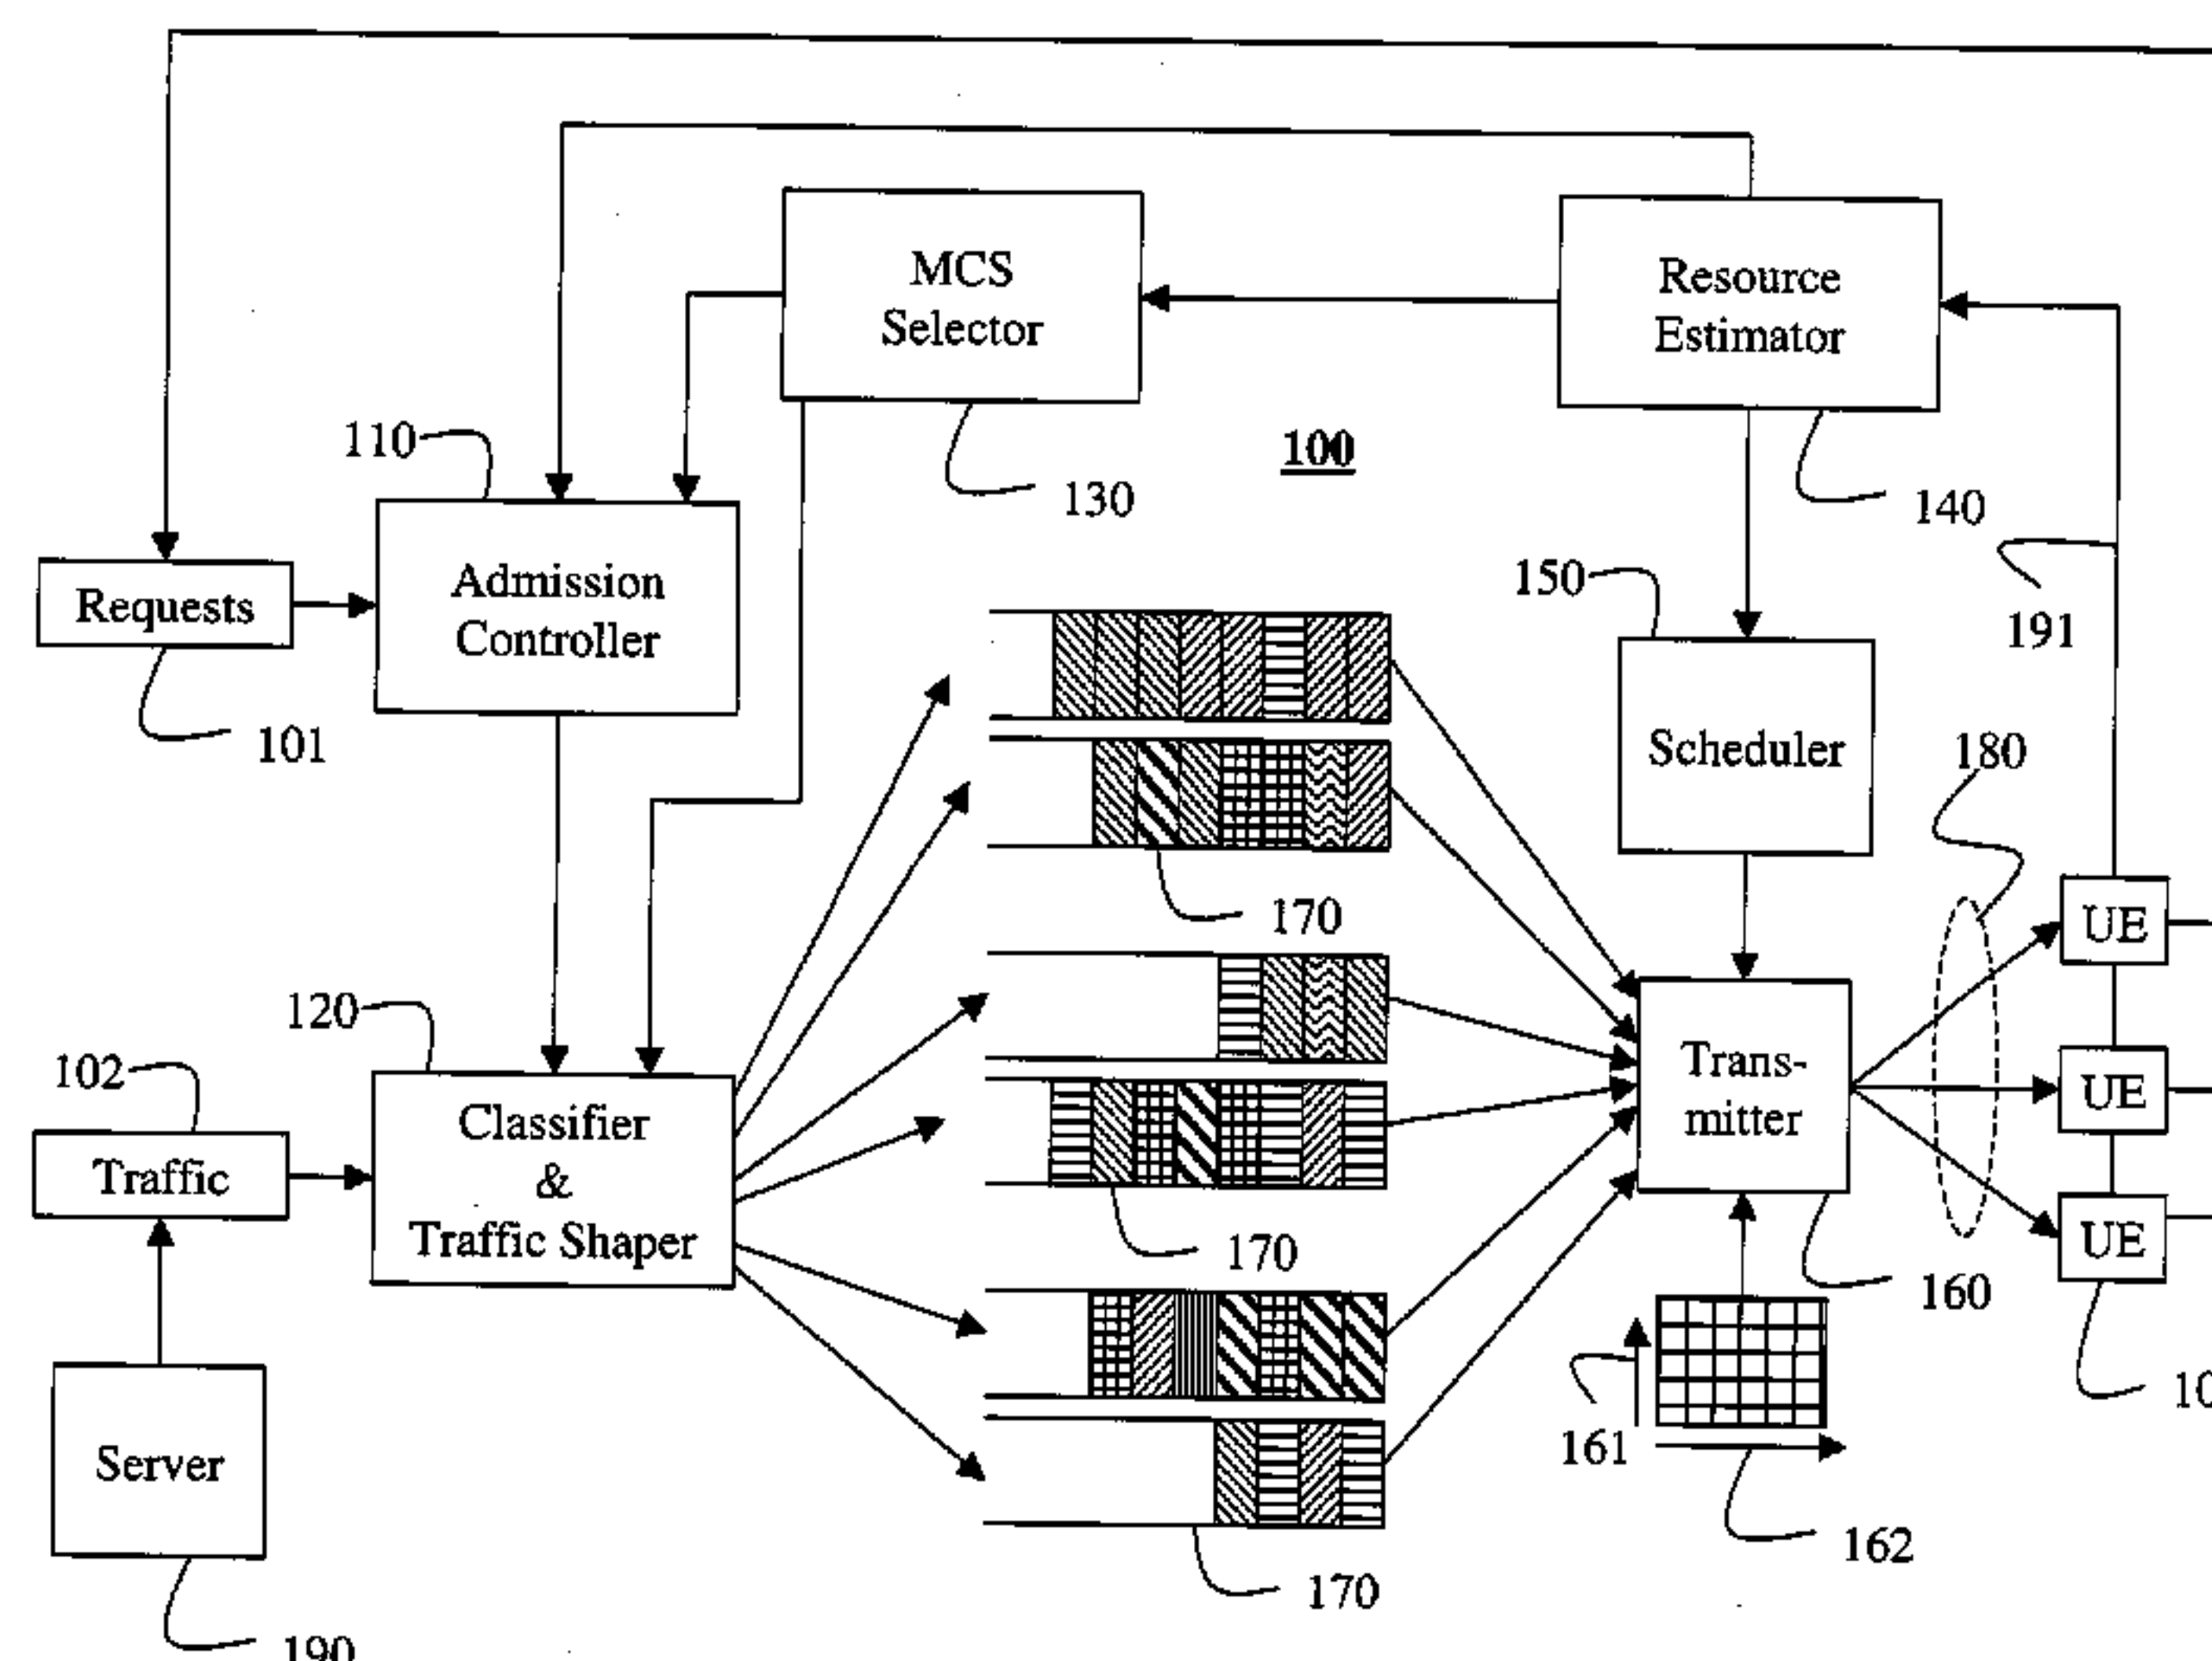 MCS
Selector
Resource
Estimator
110
100
130
140
Admission
Controller
Requests
150
191
101
Scheduler
180
170
UE
120
102
Trans-
mitter
UE
Classifier
&
Traffic Shaper
Traffic
UE
170
160
161
Server
162
170
190